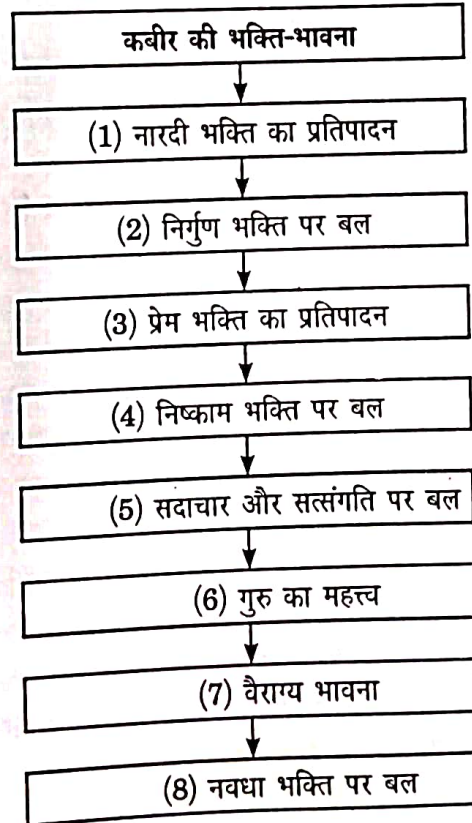 कबीर की भक्ति-भावना
(1) नारदी भक्ति का प्रतिपादन
(2) निर्गुण भक्ति पर बल
(3) प्रेम भक्ति का प्रतिपादन
(4) निष्काम भक्ति पर बल
(5) सदाचार और सत्संगति पर बल
(6) गुरु का महत्त्व
(7) वैराग्य भावना
(8) नवधा भक्ति पर बल